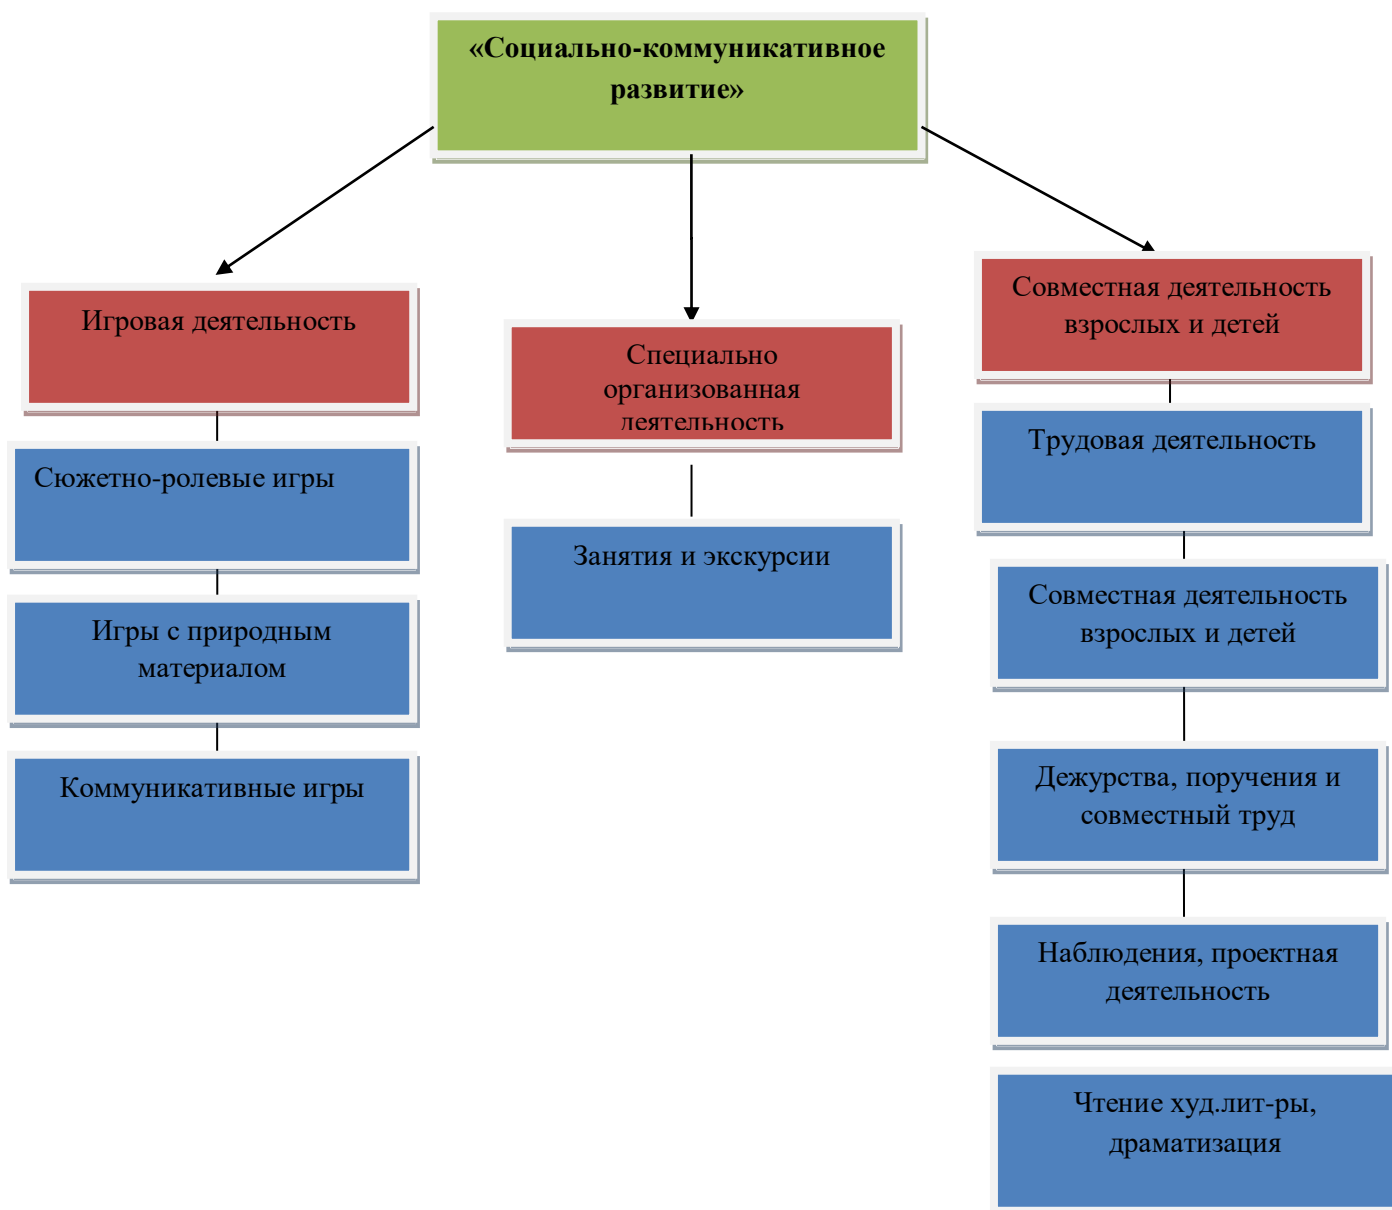 «Социально-коммуникативное
развитие»
Игровая деятельность
Сюжетно-ролевые игры
Игры с природным
материалом
Коммуникативные игры
Специально
организованная
деятельность
Занятия и экскурсии
Совместная деятельность
взрослых и детей
Трудовая деятельность
Совместная деятельность
взрослых и детей
Дежурства, поручения и
совместный труд
Наблюдения, проектная
деятельность
Чтение худ.лит-ры,
драматизация